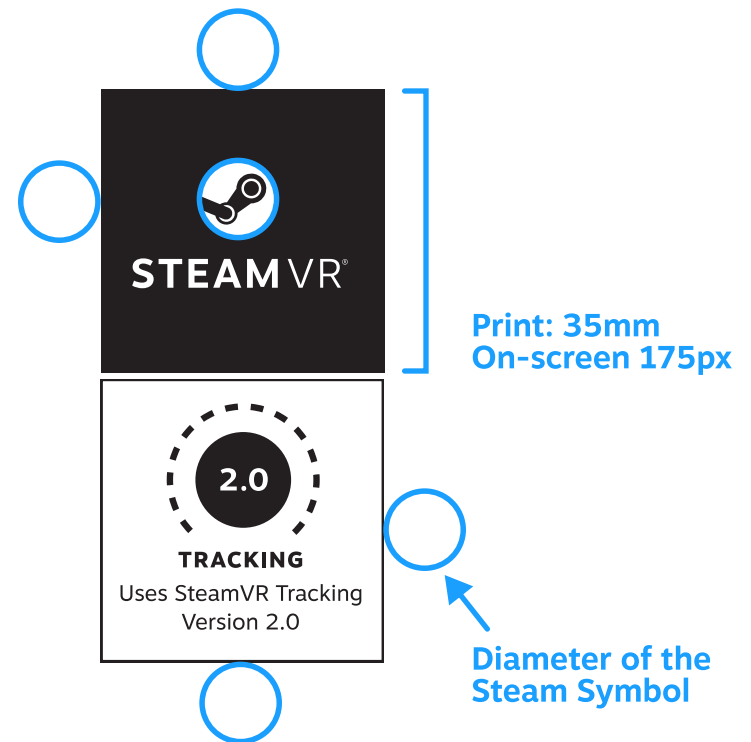 STEAMVR®
Print: 35mm
On-screen 175px
2.0
TRACKING
Uses SteamVR Tracking
Version 2.0
Diameter of the
Steam Symbol